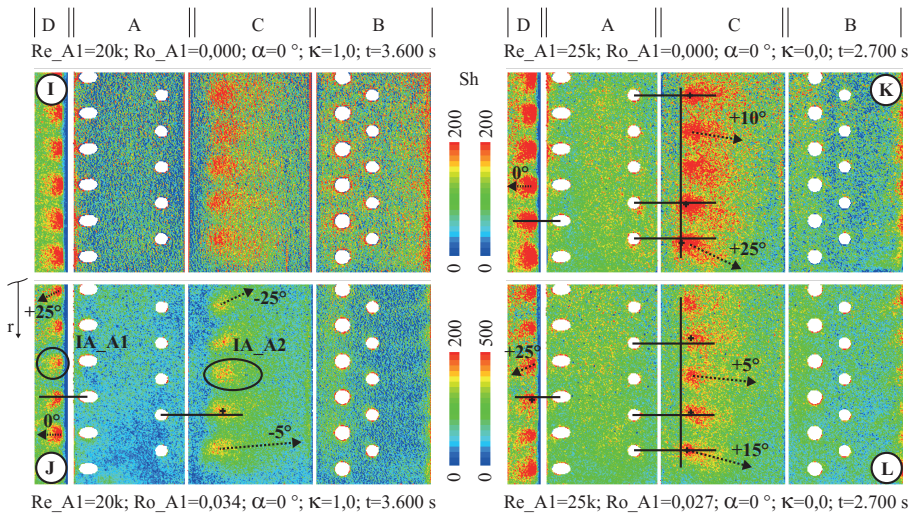 D A C B D A C B
Re_A1=20k; Ro_A1=0,000; α=0 °; κ=1,0; t=3.600 s Re_A1=25k; Ro_A1=0,000; α=0 °; κ=0,0; t=2.700 s
I Sh K
200 200
+10°
0°
0 0
+25°
r
+25°
-25°
IA_A1 IA_A2
200 500
+25°
+5°
0°
-5°
+15°
0 0
J L
Re_A1=20k; Ro_A1=0,034; α=0 °; κ=1,0; t=3.600 s Re_A1=25k; Ro_A1=0,027; α=0 °; κ=0,0; t=2.700 s